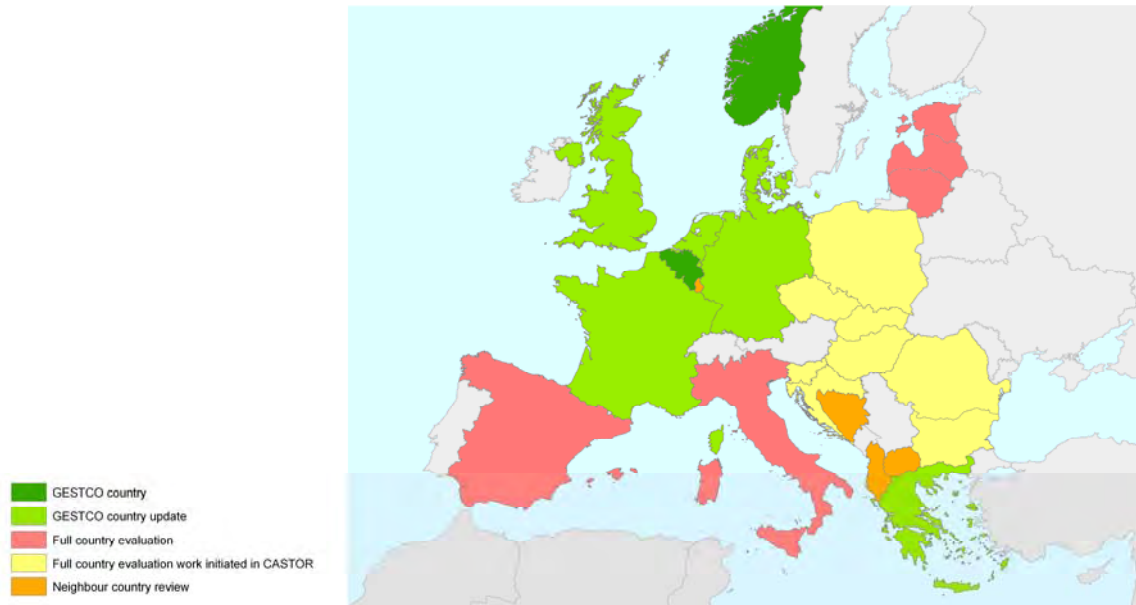 GESTCO country
GESTCO country update
Full country evaluation
Full country evaluation work initiated in CASTOR
Neighbour country review